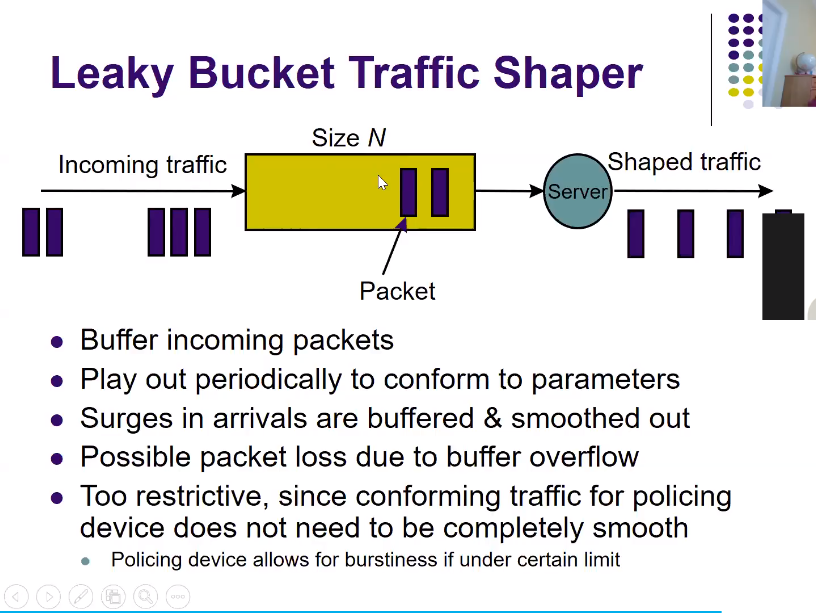 Leaky Bucket Traffic Shaper
Size N
Incoming traffic
Shaped traffic
Server
Packet
Buffer incoming packets
Play out periodically to conform to parameters
Surges in arrivals are buffered & smoothed out
Possible packet loss due to buffer overflow
Too restrictive, since conforming traffic for policing
device does not need to be completely smooth
Policing device allows for burstiness if under certain limit